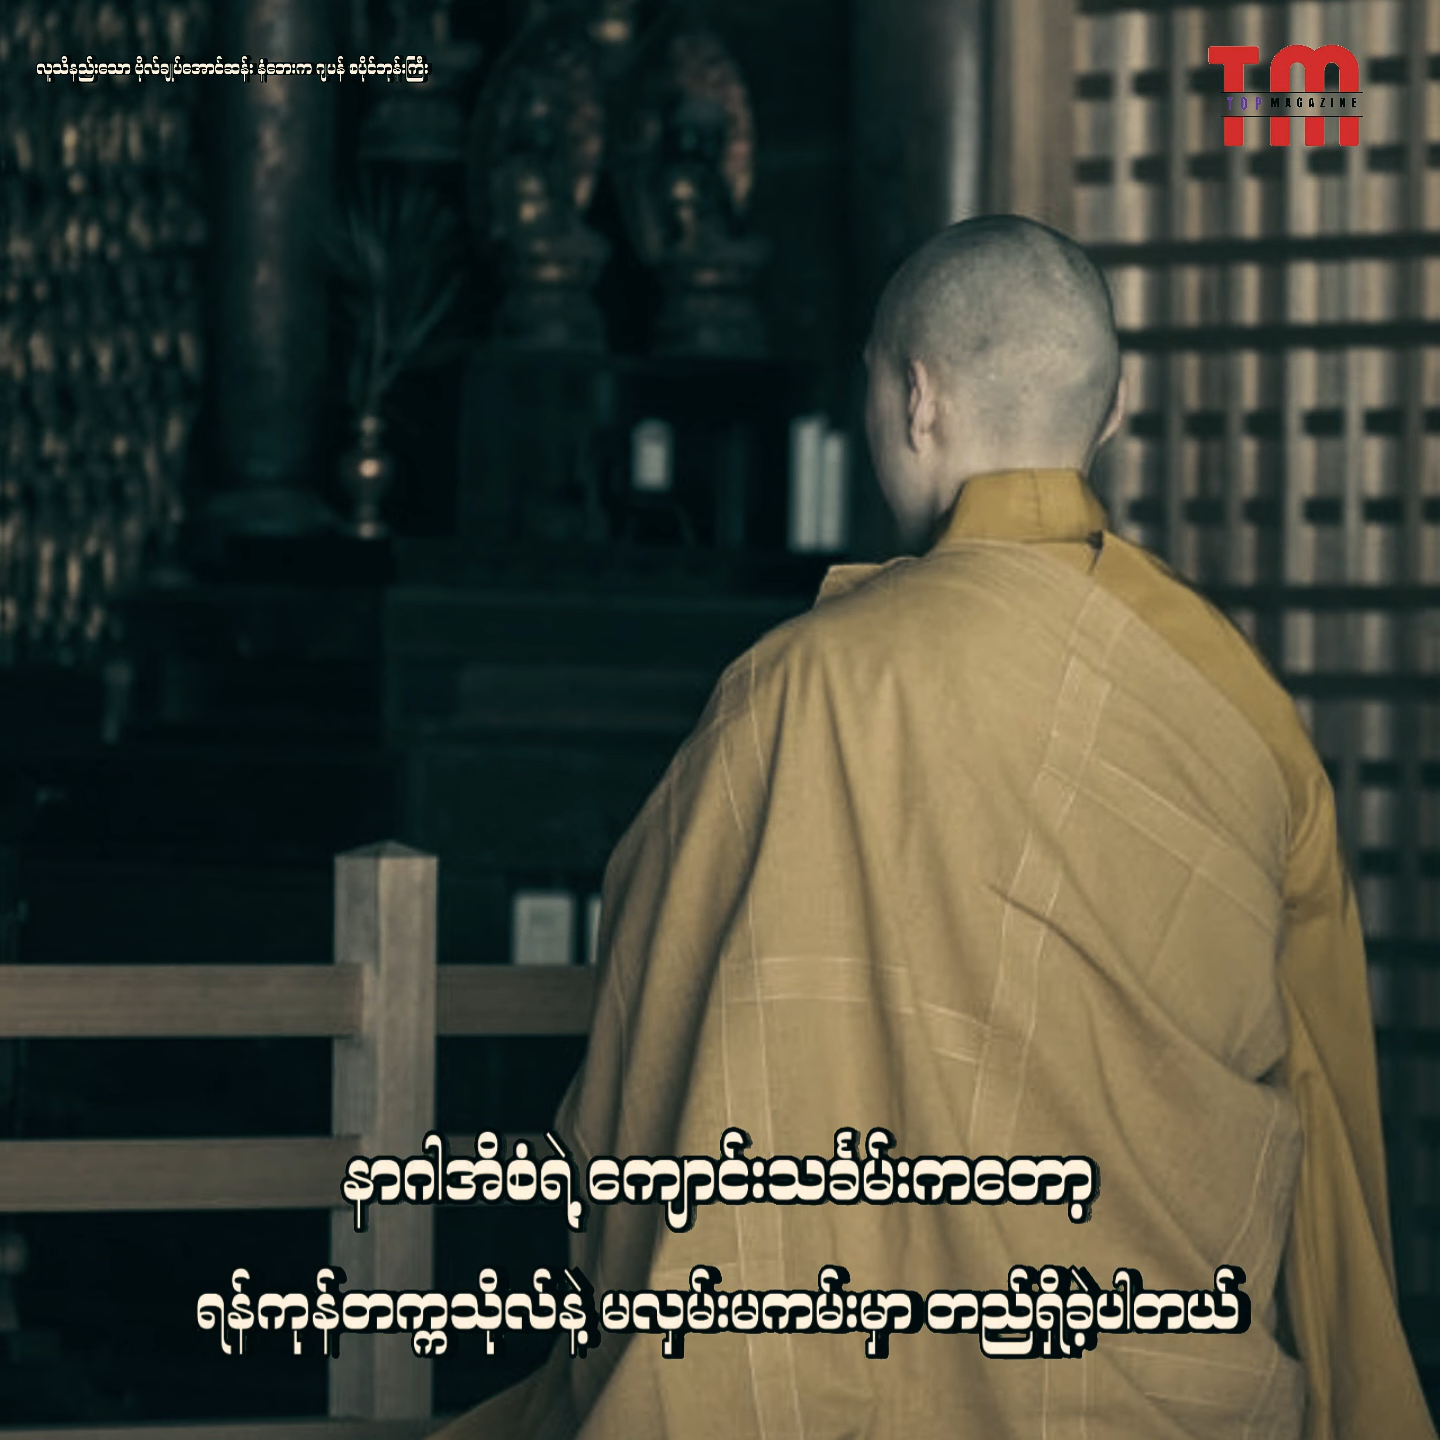 လူသိနည်းသော ဗိုလ်ချုပ်အောင်ဆန်း နံဘေးက ဂျပန် စပိုင်ဘုန်းကြီး
TM
TOP MAGAZINE
နာဂါအိစံရဲ့ ကျောင်းသင်္ခမ်းကတော့
ရန်ကုန်တက္ကသိုလ်နဲ့ မလှမ်းမကမ်းမှာ တည်ရှိခဲ့ပါတယ်